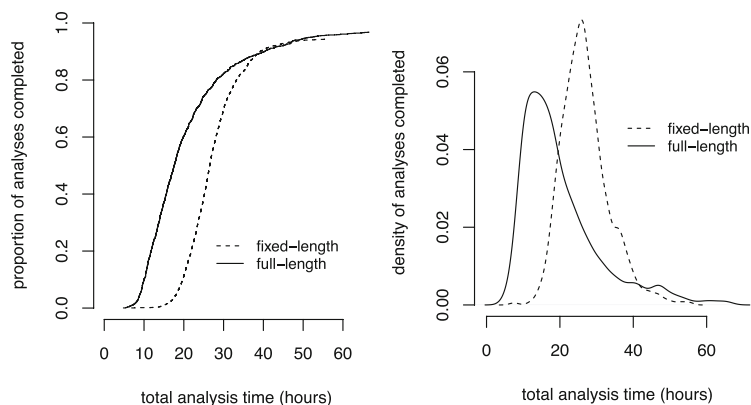 proportion of analyses completed
1.0
0.8
0.6
0.4
0.2
0.0
fixed−length
full−length
0 10 20 30 40 50 60
total analysis time (hours)
density of analyses completed
0.06
0.04
0.02
0.00
fixed−length
full−length
0 20 40 60
total analysis time (hours)